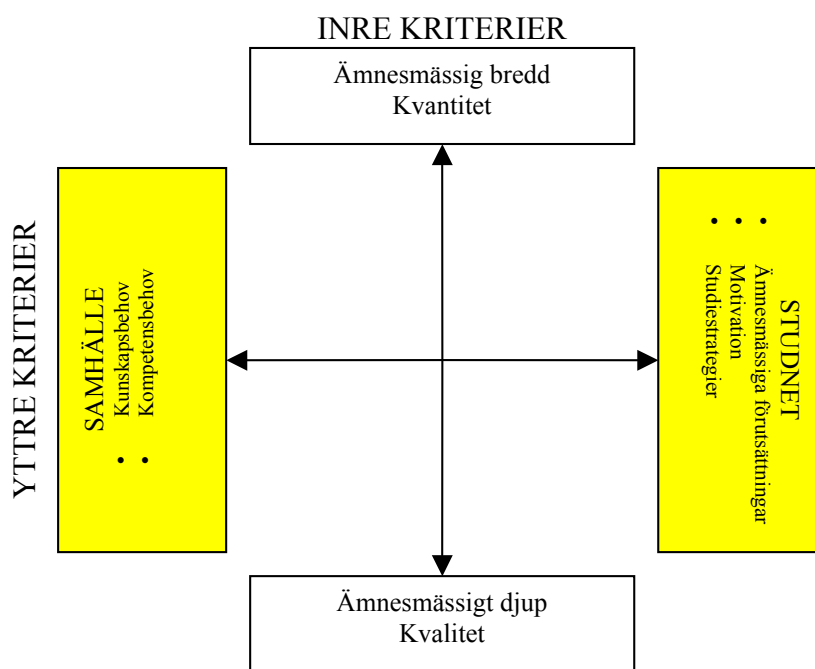 INRE KRITERIER
Ämnesmässig bredd
Kvantitet
YTTRE KRITERIER
SAMHÄLLE
• Kunskapsbehov
• Kompetensbehov
STUDNET
• Ämnesmässiga förutsättningar
• Motivation
• Studiestrategier
Ämnesmässigt djup
Kvalitet